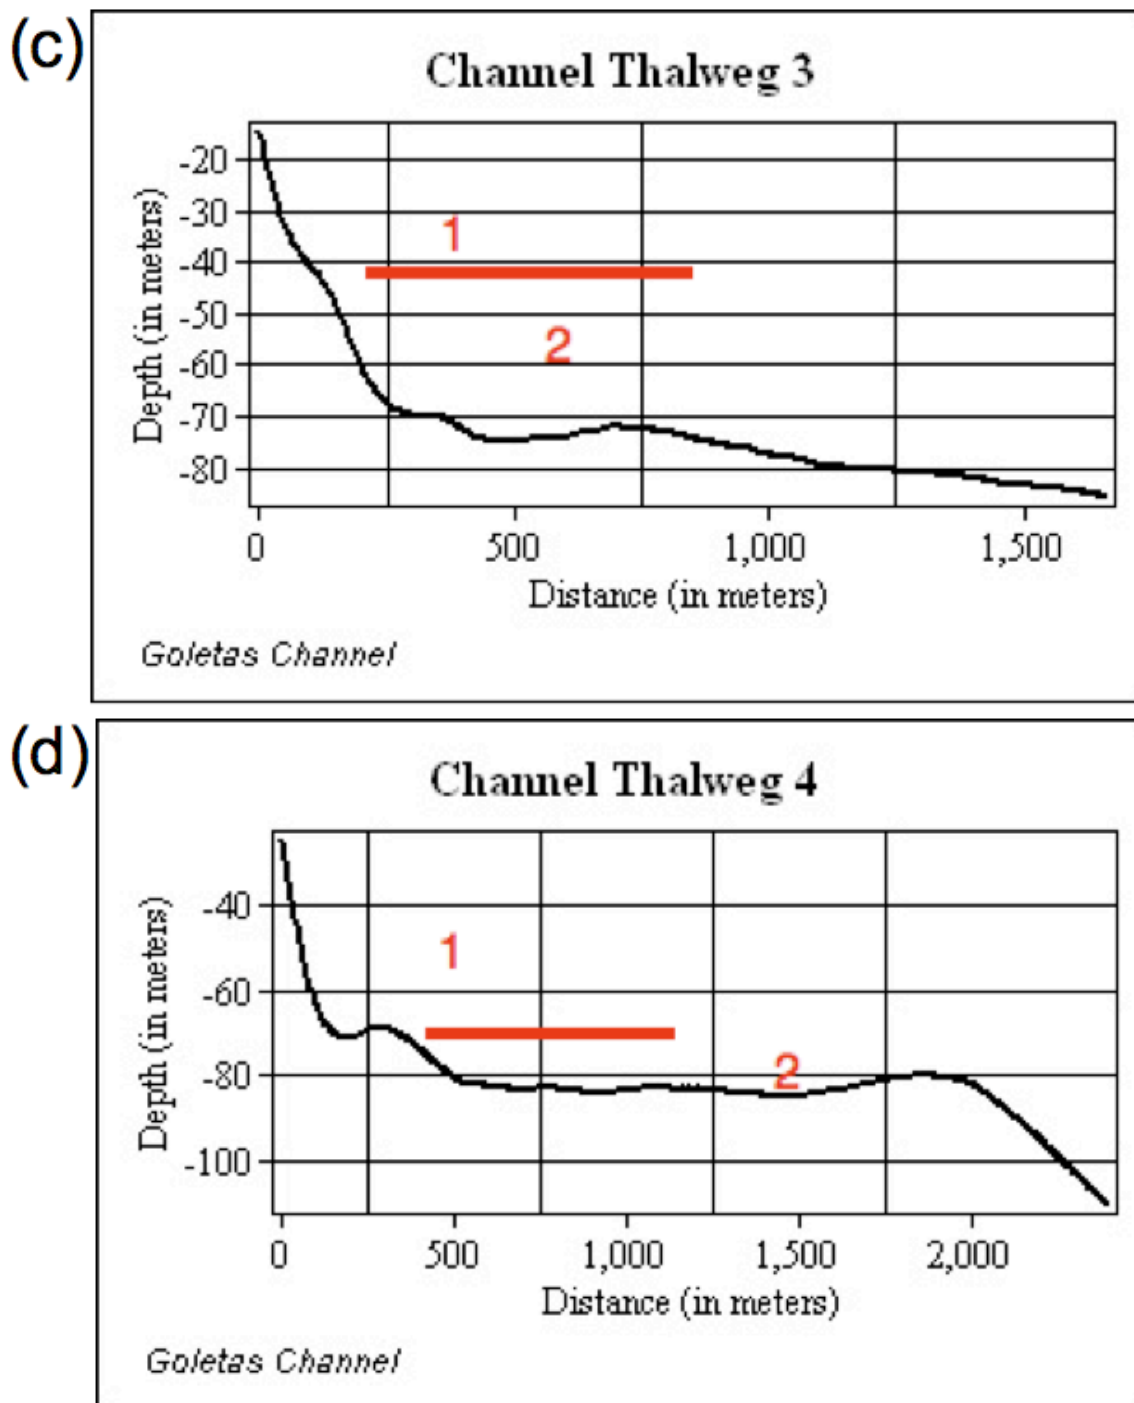 (c)
Channel Thalweg 3
-20
-30
-40
-50
-60
-70
-80
Depth (in meters)
1
2
0 500 1,000 1,500
Distance (in meters)
Goletas Channel
(d)
Channel Thalweg 4
-40
-60
-80
-100
Depth (in meters)
1
2
0 500 1,000 1,500 2,000
Distance (in meters)
Goletas Channel